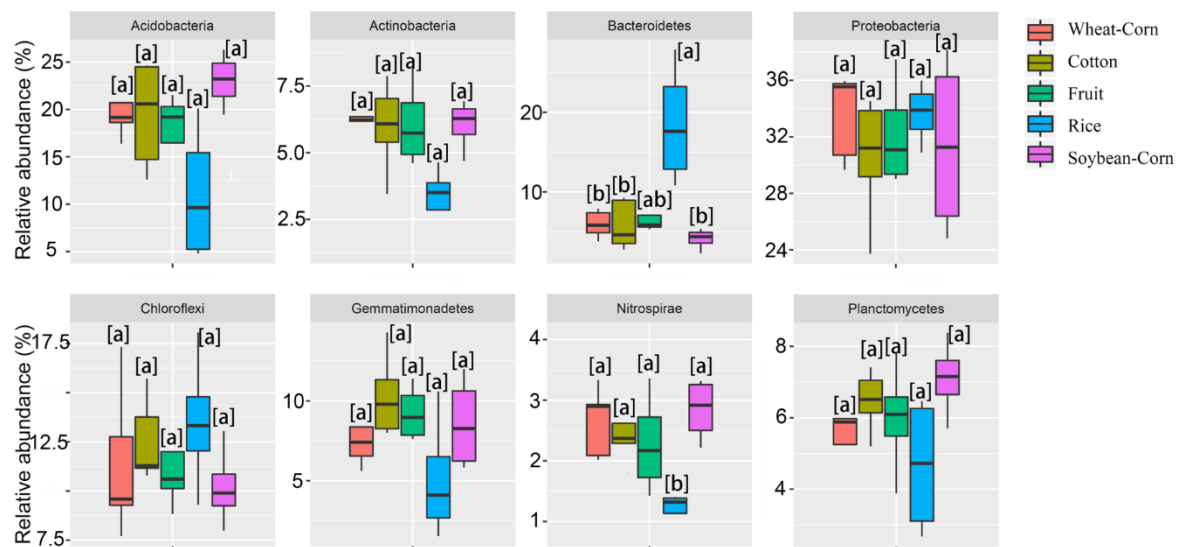 Acidobacteria
Actinobacteria
Bacteroidetes
Proteobacteria
Relative abundance (%)
25
20
15
10
5
[a]
[a]
[a]
[a]
[a]
7.5
5.0
2.5
[a]
[a]
[a]
[a]
[a]
20
10
[b]
[b]
[ab]
[a]
[b]
36
32
28
24
[a]
[a]
[a]
[a]
[a]
Wheat-Corn
Cotton
Fruit
Rice
Soybean-Corn
Chloroflexi
Gemmatimonadetes
Nitrospirae
Planctomycetes
Relative abundance (%)
17.5
12.5
7.5
[a]
[a]
[a]
[a]
[a]
10
5
[a]
[a]
[a]
[a]
[a]
4
3
2
1
[a]
[a]
[a]
[b]
[a]
8
6
4
[a]
[a]
[a]
[a]
[a]